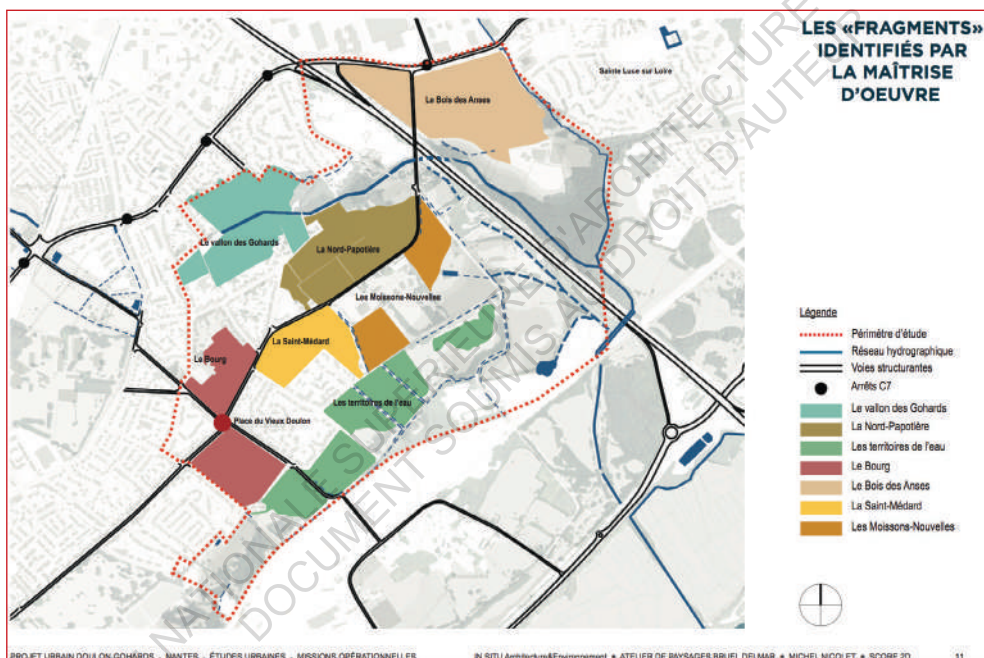 LES «FRAGMENTS»
IDENTIFIÉS PAR
LA MAÎTRISE
D'OEUVRE
Sainte Luce sur Loire
Le Bois des Anses
Le vallon des Gohards
La Nord-Papotière
Les Moissons-Nouvelles
La Saint-Médard
Le Bourg
Les territoires de l'eau
Place du Vieux Doulon
Légende
Périmètre d'étude
Réseau hydrographique
Voies structurantes
Arrêts C7
Le vallon des Gohards
La Nord-Papotière
Les territoires de l'eau
Le Bourg
Le Bois des Anses
La Saint-Médard
Les Moissons-Nouvelles
NATIONALE SUPÉRIEURE D'ARCHITECTURE
DOCUMENT SOUMIS À DROIT D'AUTEUR
PROJET URBAIN DOULON-GOHARDS - NANTES - ÉTUDES URBAINES - MISSIONS OPÉRATIONNELLES
IN SITU Architecture&Environnement • ATELIER DE PAYSAGES BRUEL DELMAR • MICHEL NICOLET • SCORE 2D 11